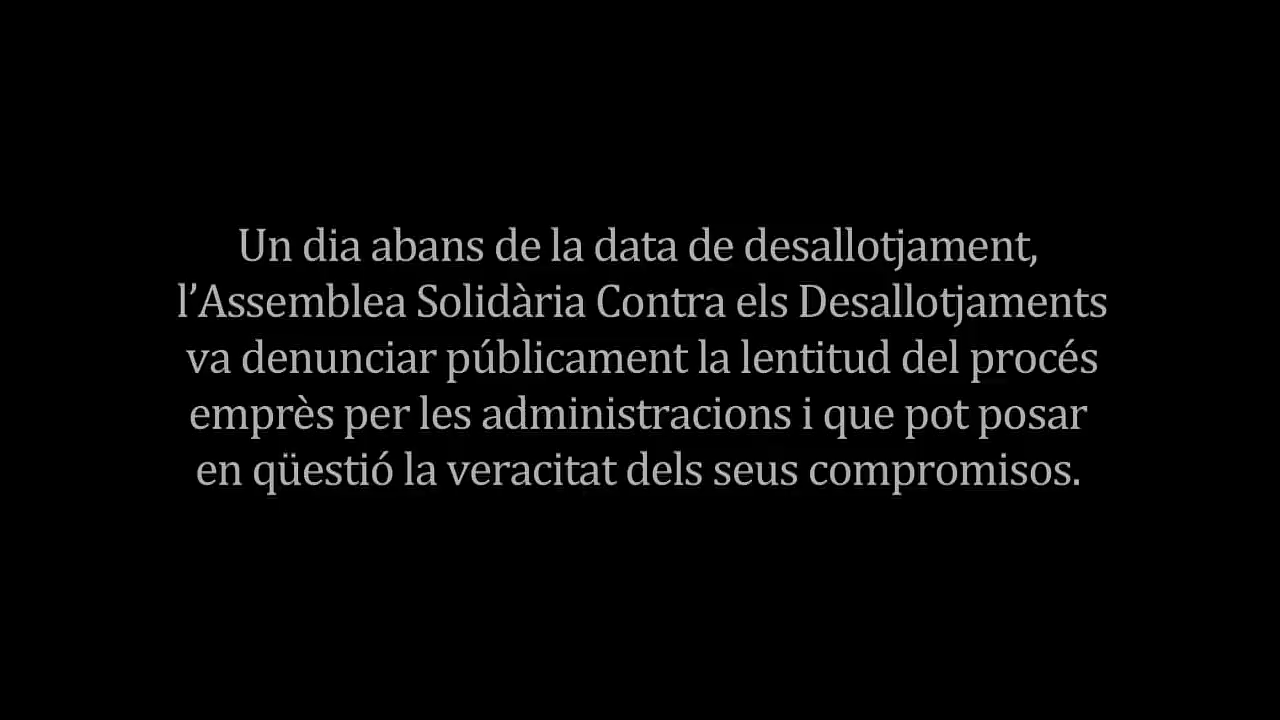 Un dia abans de la data de desallotjament,
l’Assemblea Solidària Contra els Desallotjaments
va denunciar públicament la lentitud del procés
emprès per les administracions i que pot posar
en qüestió la veracitat dels seus compromisos.